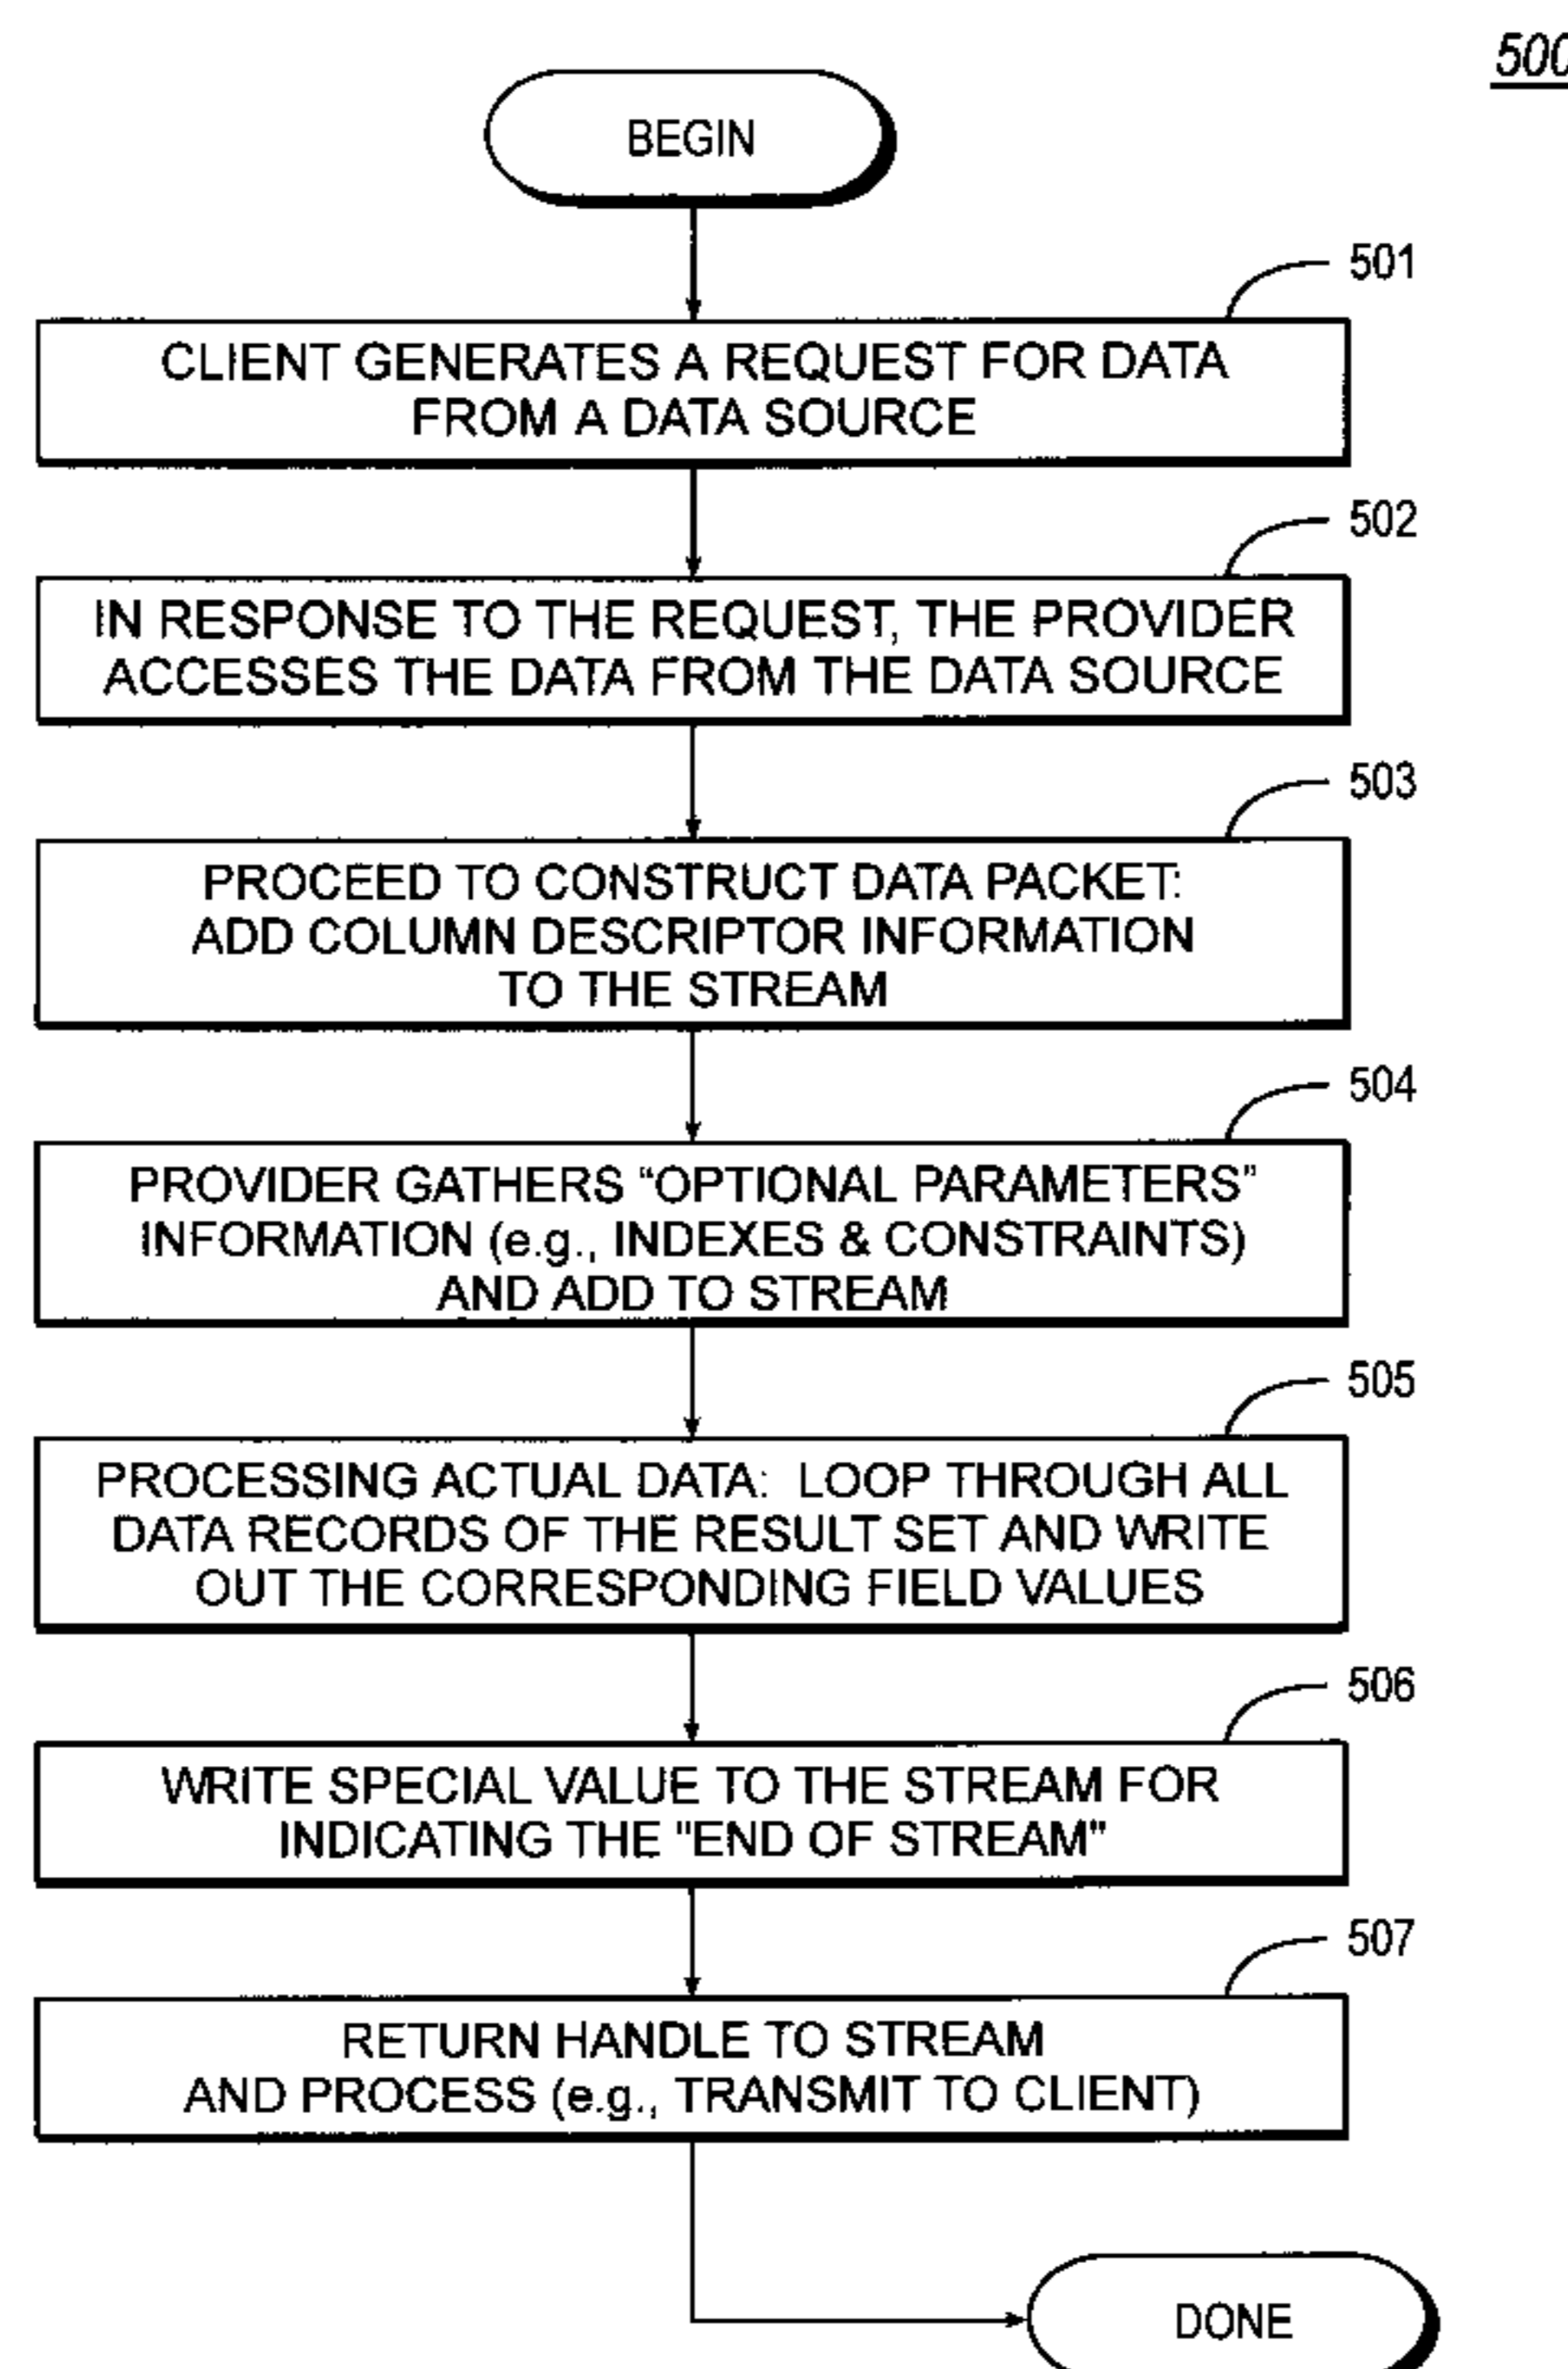 500
BEGIN
501
CLIENT GENERATES A REQUEST FOR DATA
FROM A DATA SOURCE
502
IN RESPONSE TO THE REQUEST, THE PROVIDER
ACCESSES THE DATA FROM THE DATA SOURCE
503
PROCEED TO CONSTRUCT DATA PACKET:
ADD COLUMN DESCRIPTOR INFORMATION
TO THE STREAM
504
PROVIDER GATHERS “OPTIONAL PARAMETERS”
INFORMATION (e.g., INDEXES & CONSTRAINTS)
AND ADD TO STREAM
505
PROCESSING ACTUAL DATA: LOOP THROUGH ALL
DATA RECORDS OF THE RESULT SET AND WRITE
OUT THE CORRESPONDING FIELD VALUES
506
WRITE SPECIAL VALUE TO THE STREAM FOR
INDICATING THE "END OF STREAM"
507
RETURN HANDLE TO STREAM
AND PROCESS (e.g., TRANSMIT TO CLIENT)
DONE